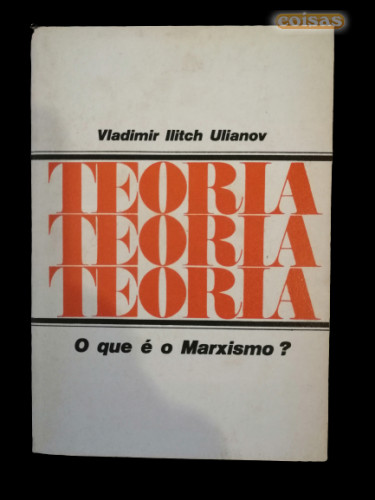 coisas
Vladimir Ilitch Ulianov
TEORIA
TEORIA
TEORIA
O que é o Marxismo?